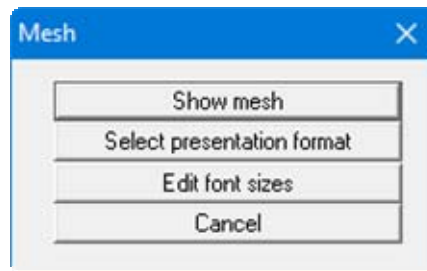 Mesh
Show mesh
Select presentation format
Edit font sizes
Cancel